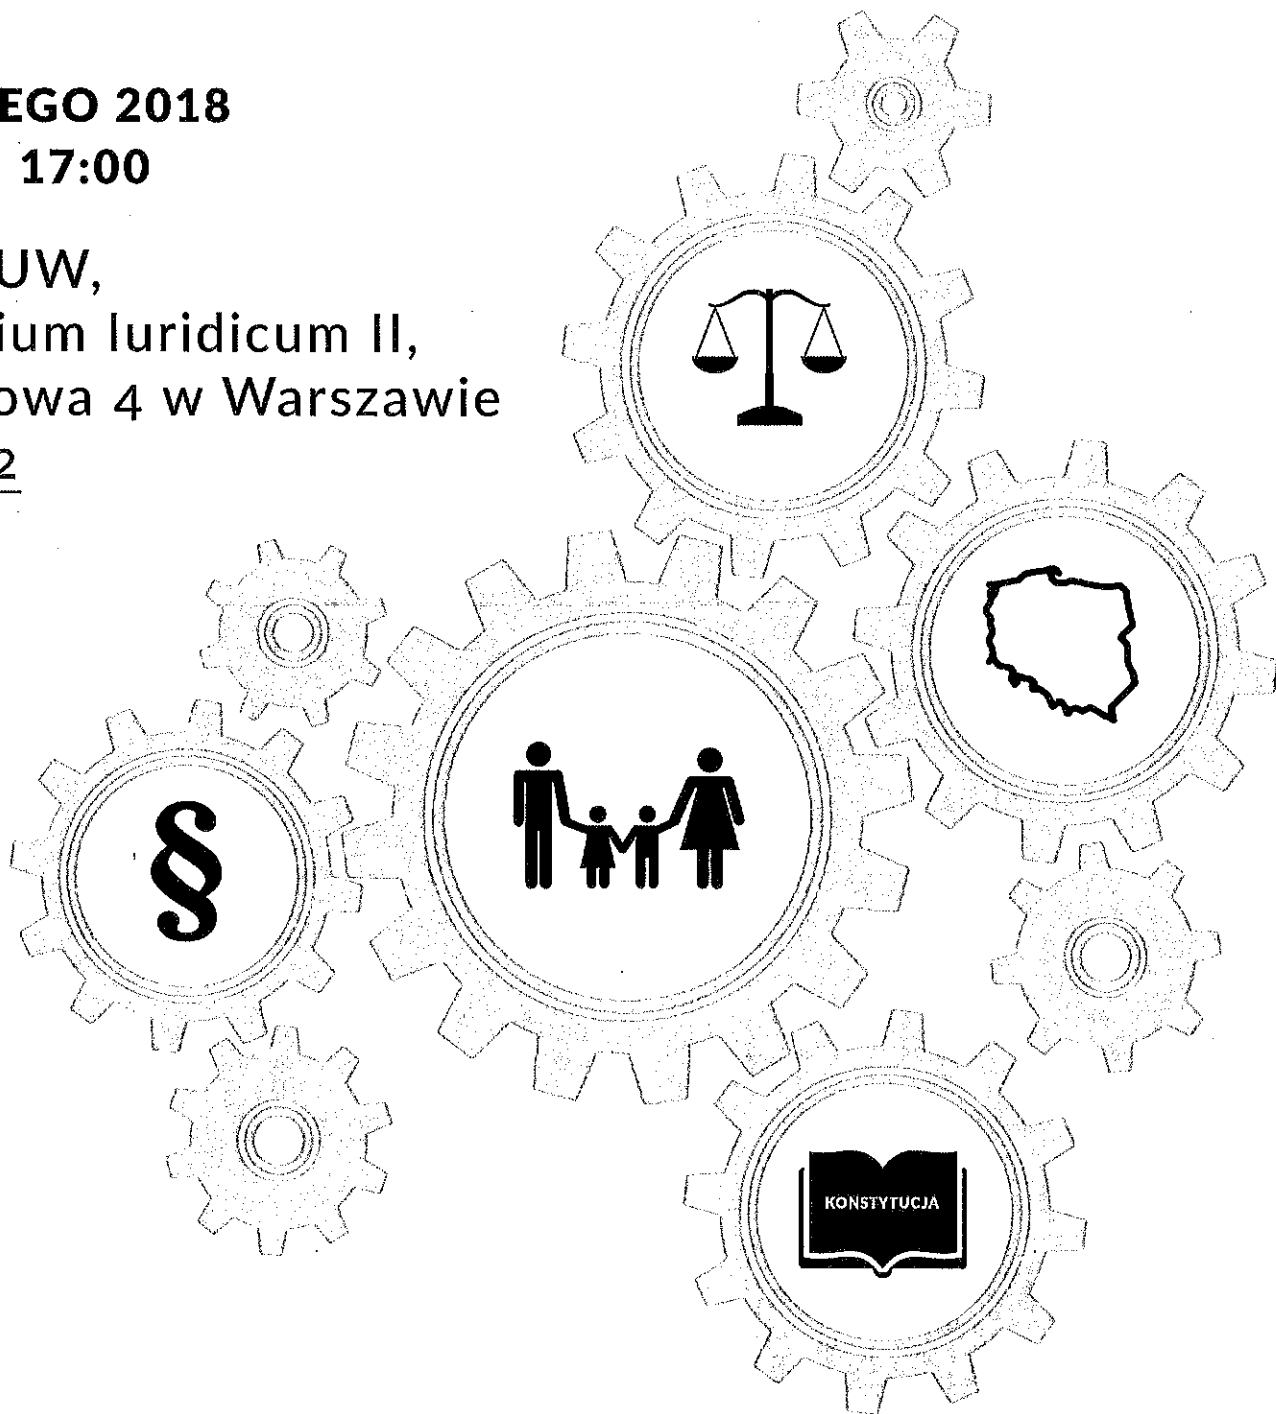 EGO 2018
17:00
UW,
ium Iuridicum II,
owa 4 w Warszawie
2
§
KONSTYTUCJA